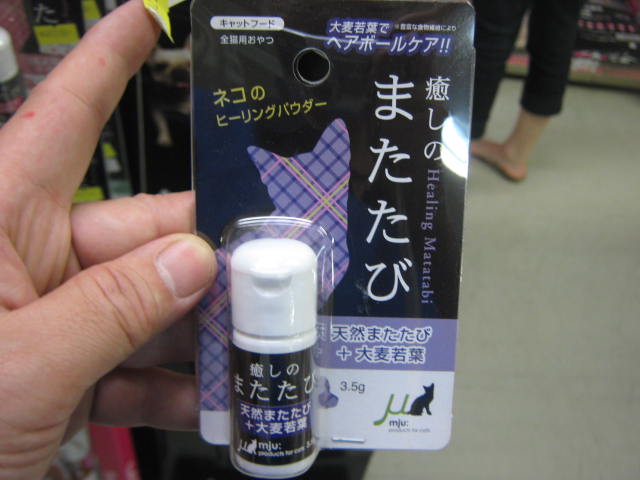 キャットフード
全猫用おやつ
大麦若葉で
※豊富な食物繊維により
ヘアボールケア!!
ネコの
ヒーリングパウダー
癒しの
またたび
Healing Matatabi
天然またたび
+大麦若葉
3.5g
mju:
products for cats
癒しの
またたび
天然またたび
+大麦若葉
mju:
products for cats